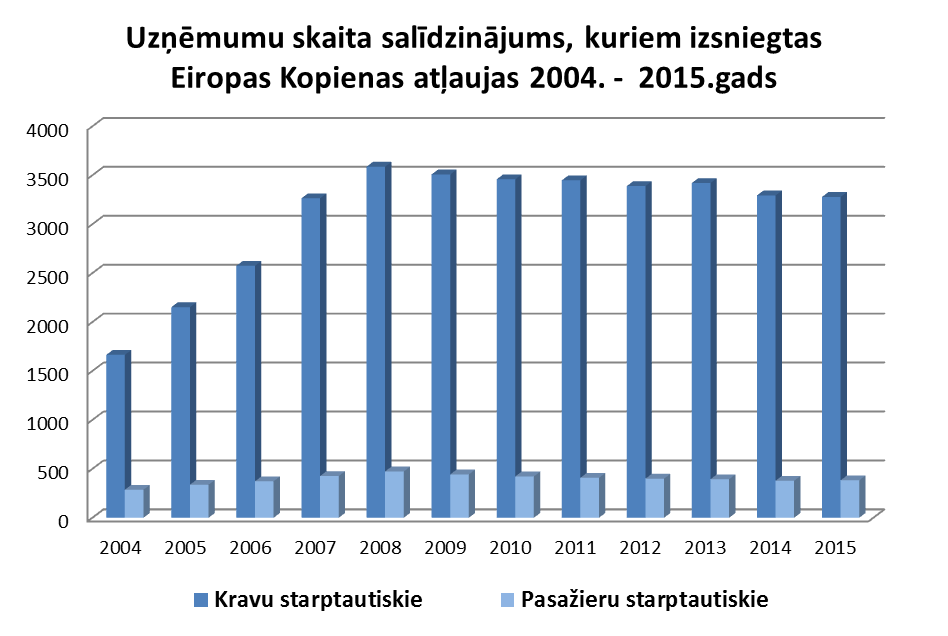 Uzņēmumu skaita salīdzinājums, kuriem izsniegtas
Eiropas Kopienas atļaujas 2004. - 2015.gads
4000
3500
3000
2500
2000
1500
1000
500
0
2004 2005 2006 2007 2008 2009 2010 2011 2012 2013 2014 2015
Kravu starptautiskie Pasažieru starptautiskie